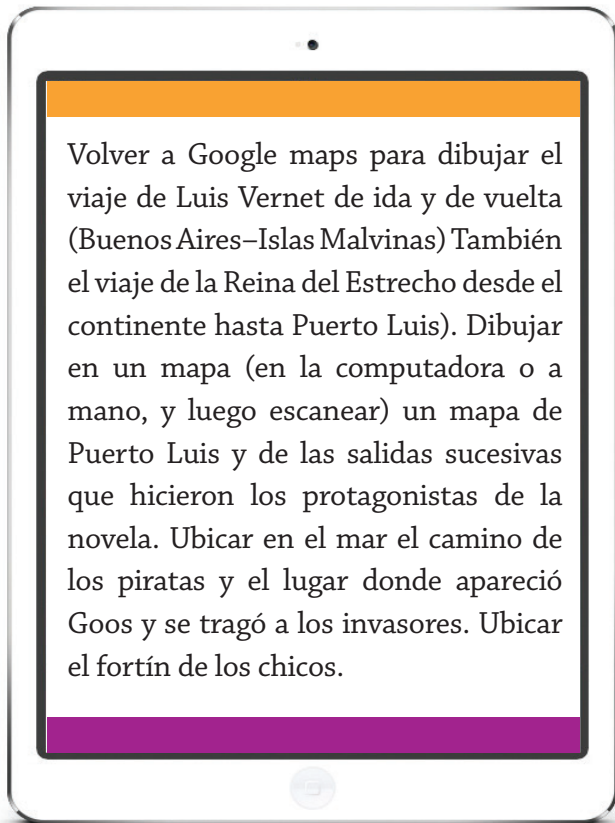 Volver a Google maps para dibujar el
viaje de Luis Vernet de ida y de vuelta
(Buenos Aires–Islas Malvinas) También
el viaje de la Reina del Estrecho desde el
continente hasta Puerto Luis). Dibujar
en un mapa (en la computadora o a
mano, y luego escanear) un mapa de
Puerto Luis y de las salidas sucesivas
que hicieron los protagonistas de la
novela. Ubicar en el mar el camino de
los piratas y el lugar donde apareció
Goos y se tragó a los invasores. Ubicar
el fortín de los chicos.